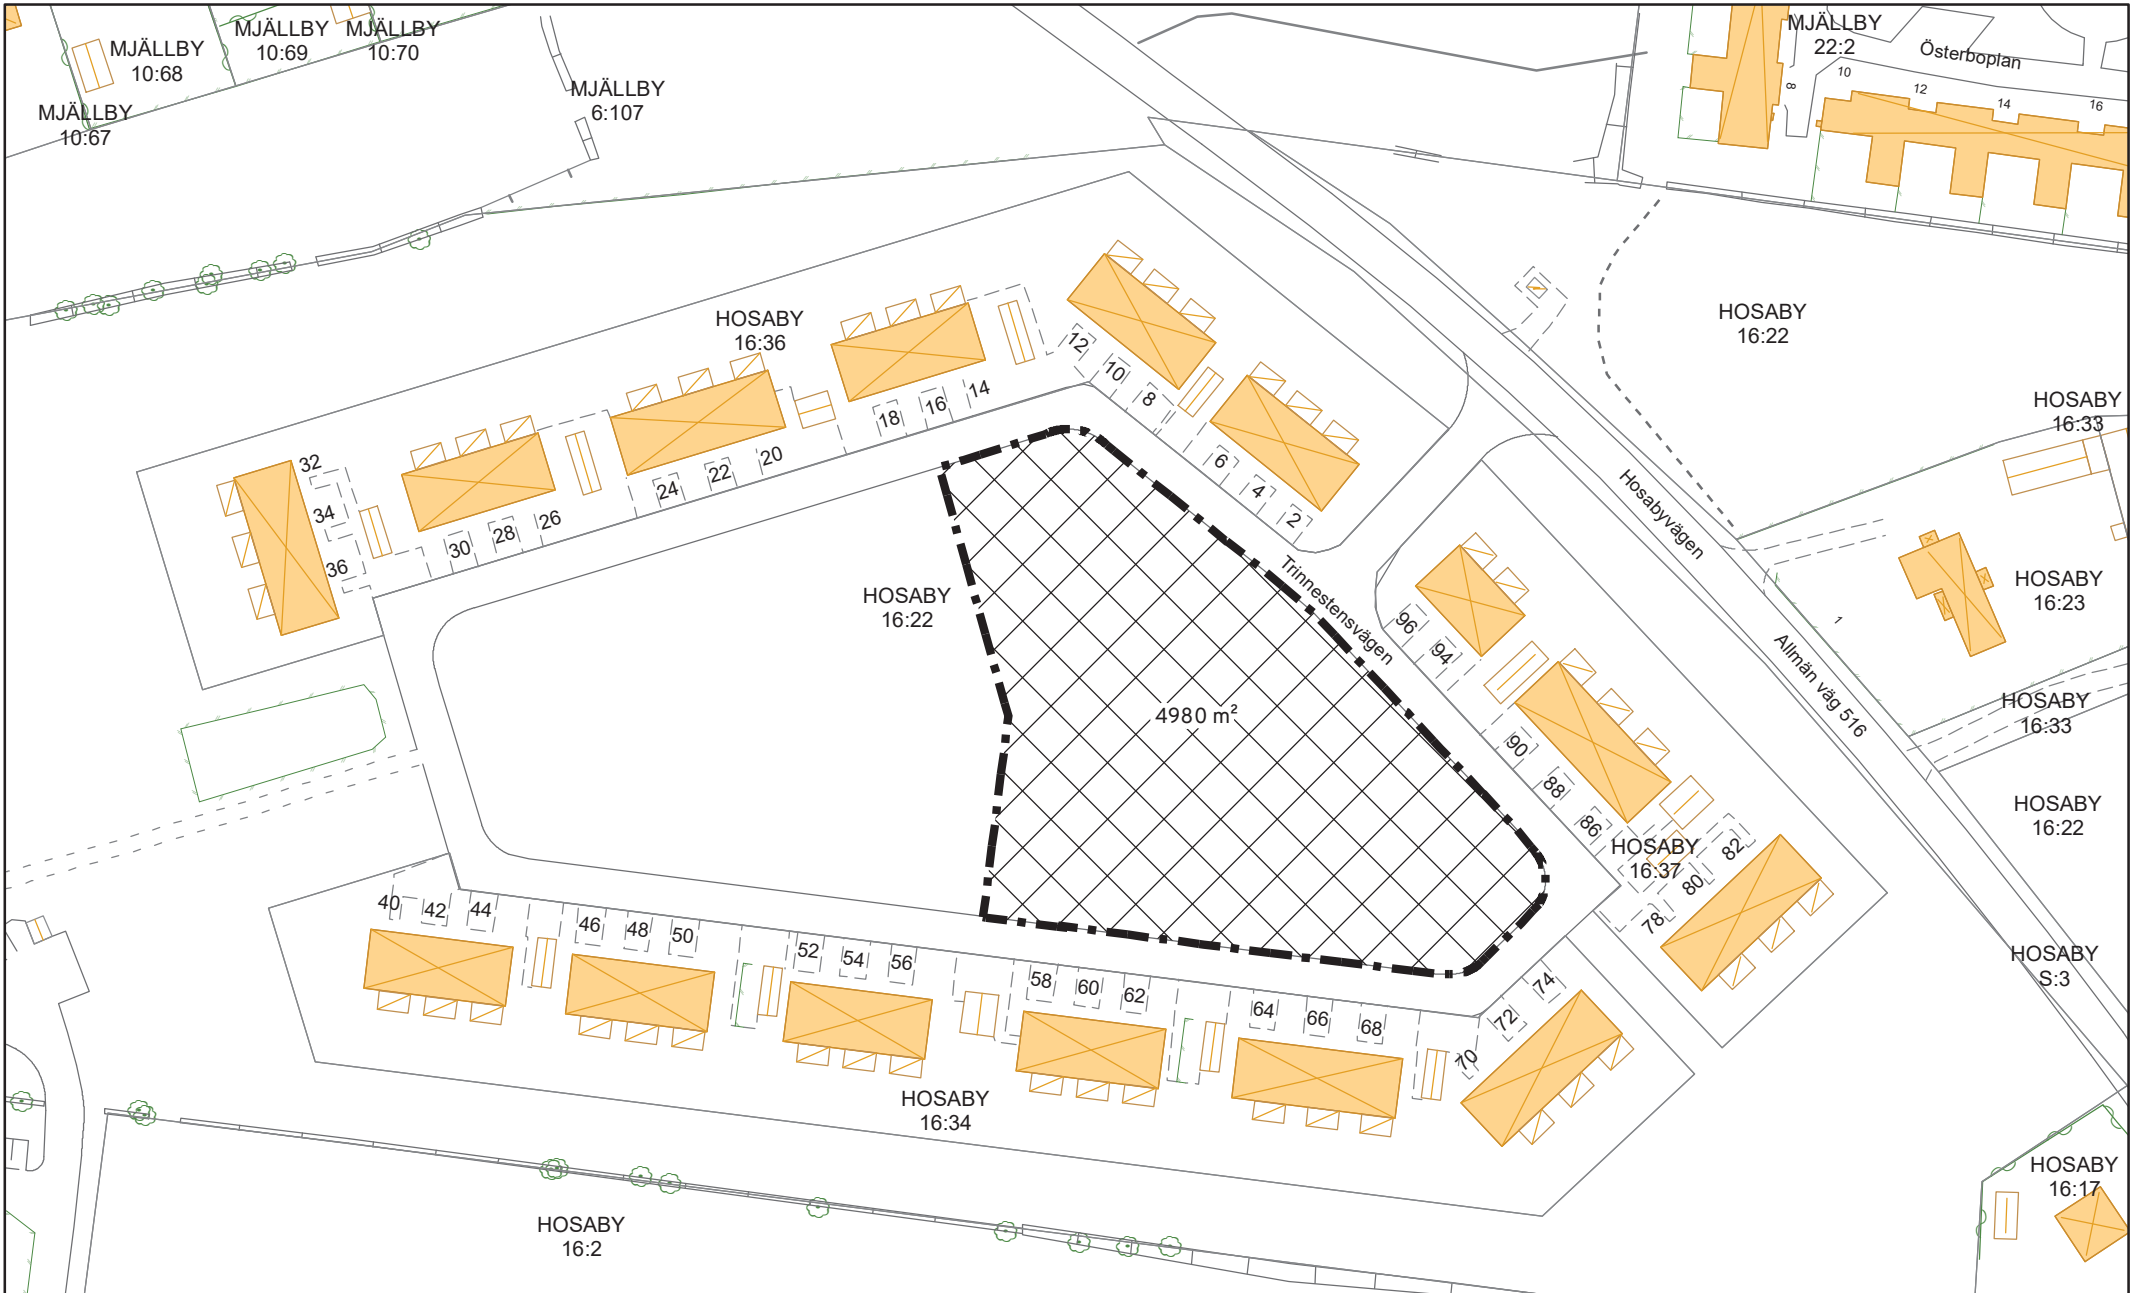 MJÄLLBY
10:69
MJÄLLBY
10:70
MJÄLLBY
10:68
MJÄLLBY
10:67
MJÄLLBY
6:107
MJÄLLBY
22:2
Österboplan
8
10
12
14
16
HOSABY
16:36
HOSABY
16:22
HOSABY
16:33
12
10
8
6
4
2
14
16
18
20
22
24
26
28
30
32
34
36
HOSABY
16:22
Trinnestensvägen
Hosabyvägen
Allmän väg 516
HOSABY
16:23
1
HOSABY
16:33
HOSABY
16:22
4980 m²
96
94
90
88
86
HOSABY
16:37
82
80
78
HOSABY
S:3
40
42
44
46
48
50
52
54
56
58
60
62
64
66
68
70
72
74
HOSABY
16:34
HOSABY
16:17
HOSABY
16:2